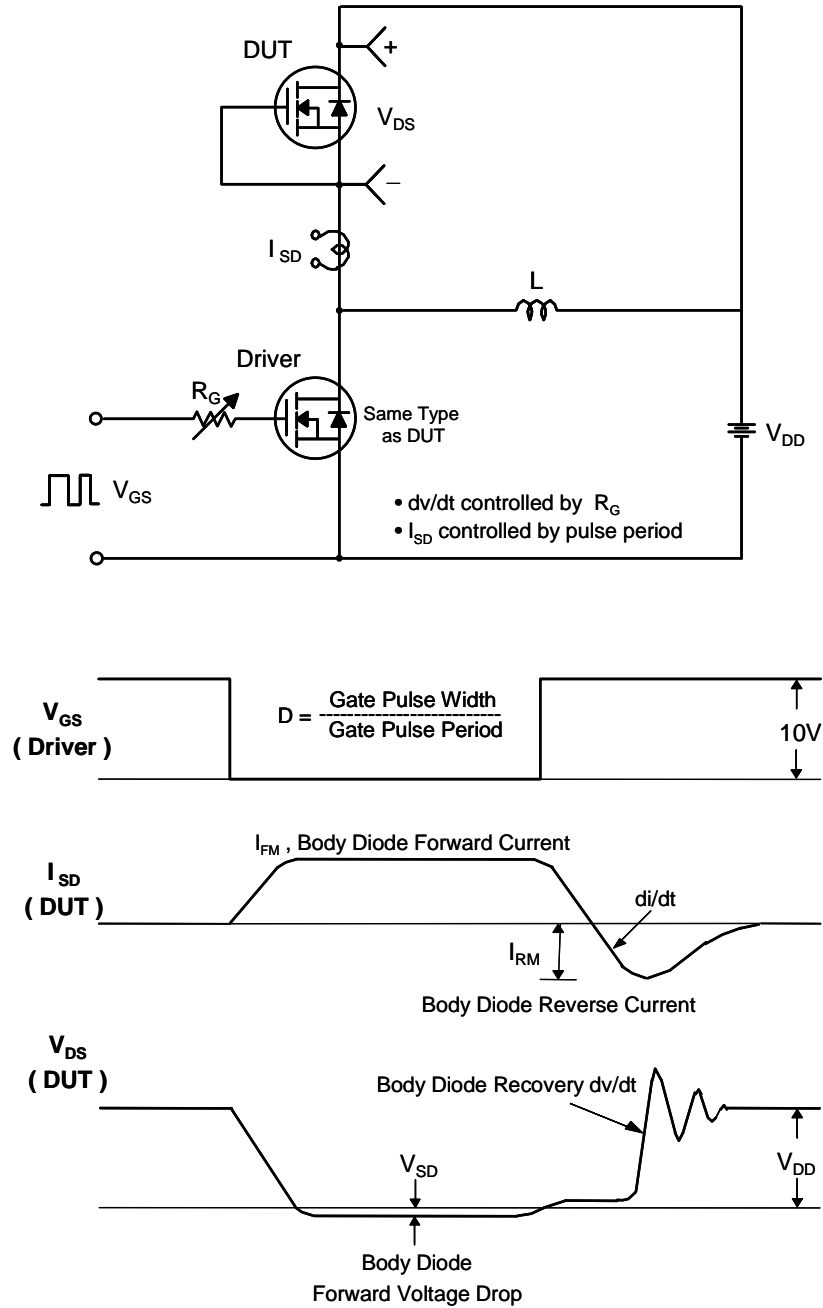 DUT
+
V_DS
−
I_SD
L
Driver
R_G
Same Type
as DUT
V_DD
V_GS
• dv/dt controlled by R_G
• I_SD controlled by pulse period
V_GS
( Driver )
D = Gate Pulse Width
Gate Pulse Period
10V
I_FM , Body Diode Forward Current
I_SD
( DUT )
di/dt
I_RM
Body Diode Reverse Current
V_DS
( DUT )
Body Diode Recovery dv/dt
V_SD
V_DD
Body Diode
Forward Voltage Drop